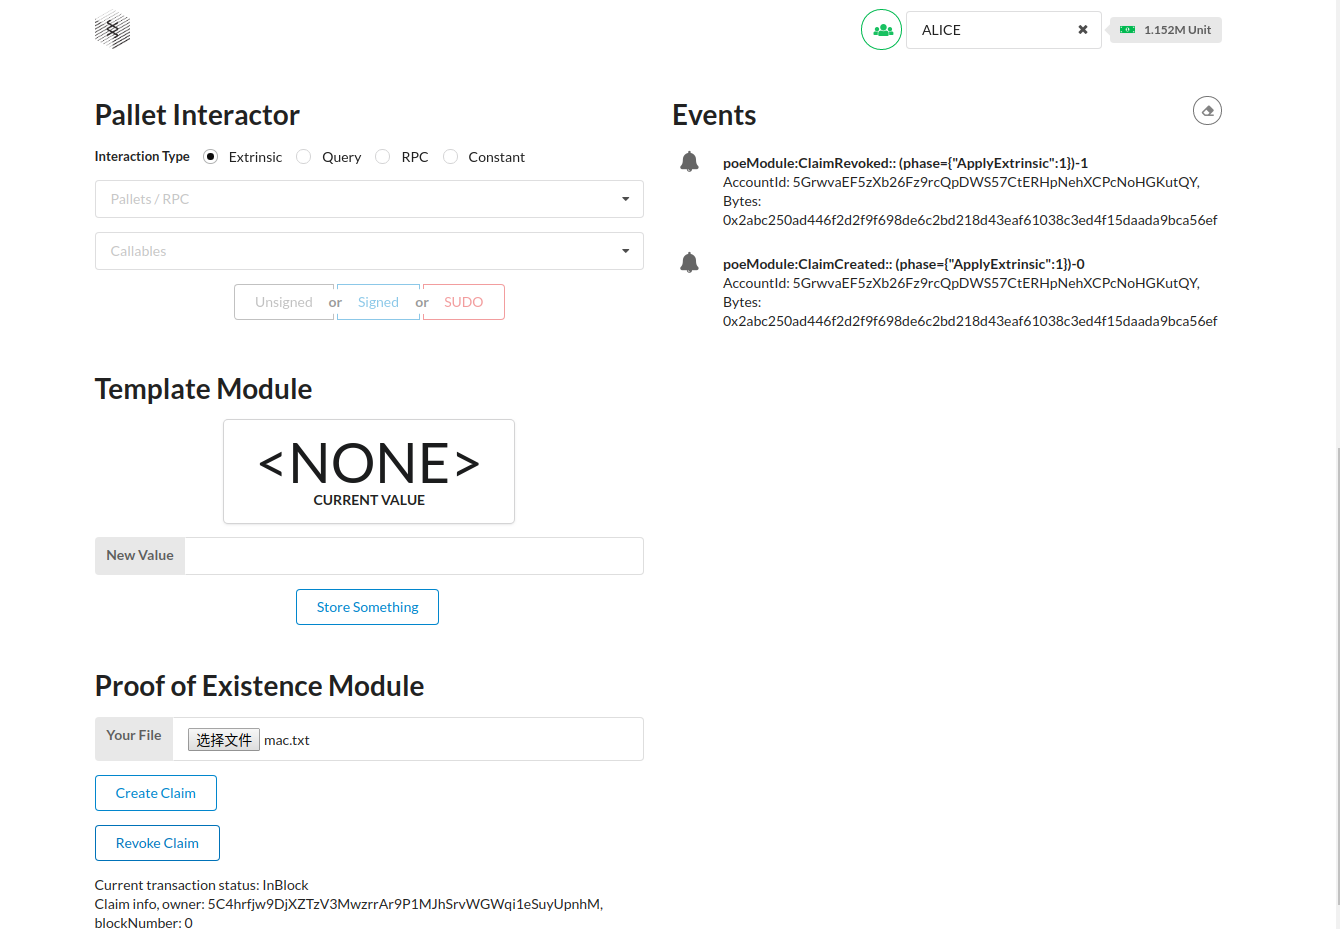 ALICE
1.152M Unit
Pallet Interactor
Interaction Type Extrinsic Query RPC Constant
Pallets / RPC
Callables
Unsigned or Signed or SUDO
Template Module
<NONE>
CURRENT VALUE
New Value
Store Something
Proof of Existence Module
Your File 选择文件 mac.txt
Create Claim
Revoke Claim
Current transaction status: InBlock
Claim info, owner: 5C4hrfjw9DjXZTzV3MwzrrAr9P1MJhSrvWGWqi1eSuyUpnhM,
blockNumber: 0
Events
poeModule:ClaimRevoked:: (phase={"ApplyExtrinsic":1})-1
AccountId: 5GrwvaEF5zXb26Fz9rcQpDWS57CtERHpNehXCPcNoHGKutQY,
Bytes:
0x2abc250ad446f2d2f9f698de6c2bd218d43eaf61038c3ed4f15daada9bca56ef
poeModule:ClaimCreated:: (phase={"ApplyExtrinsic":1})-0
AccountId: 5GrwvaEF5zXb26Fz9rcQpDWS57CtERHpNehXCPcNoHGKutQY,
Bytes:
0x2abc250ad446f2d2f9f698de6c2bd218d43eaf61038c3ed4f15daada9bca56ef